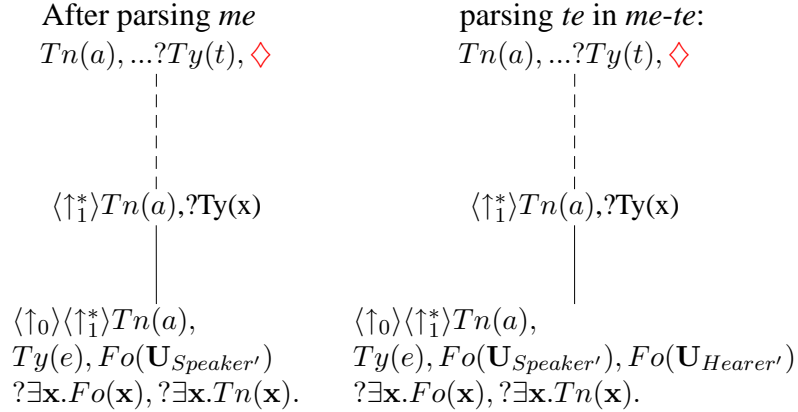 After parsing me
parsing te in me-te:
Tn(a), ...?Ty(t), ♢
Tn(a), ...?Ty(t), ♢
⟨↑*₁⟩Tn(a),?Ty(x)
⟨↑*₁⟩Tn(a),?Ty(x)
⟨↑₀⟩⟨↑*₁⟩Tn(a),
Ty(e), Fo(U_Speaker′)
?∃x.Fo(x), ?∃x.Tn(x).
⟨↑₀⟩⟨↑*₁⟩Tn(a),
Ty(e), Fo(U_Speaker′), Fo(U_Hearer′)
?∃x.Fo(x), ?∃x.Tn(x).